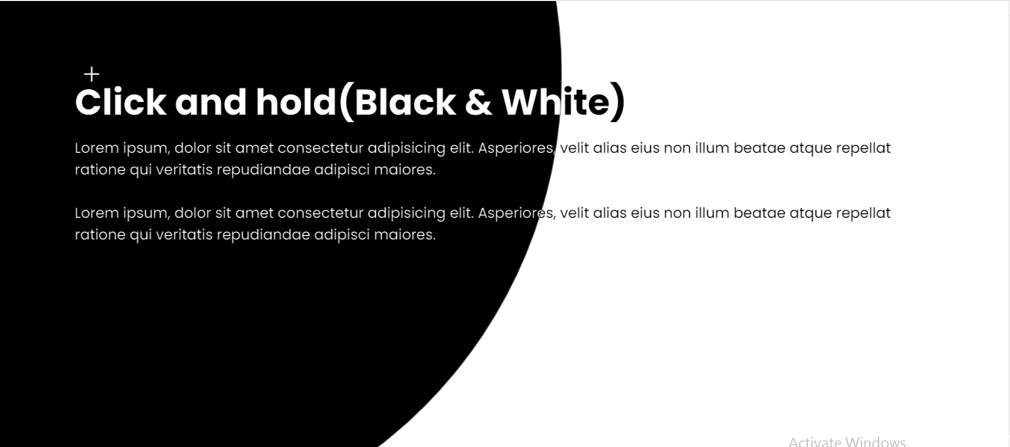 Click and hold(Black & White)
Lorem ipsum, dolor sit amet consectetur adipisicing elit. Asperiores, velit alias eius non illum beatae atque repellat
ratione qui veritatis repudiandae adipisci maiores.
Lorem ipsum, dolor sit amet consectetur adipisicing elit. Asperiores, velit alias eius non illum beatae atque repellat
ratione qui veritatis repudiandae adipisci maiores.
Activate Windows